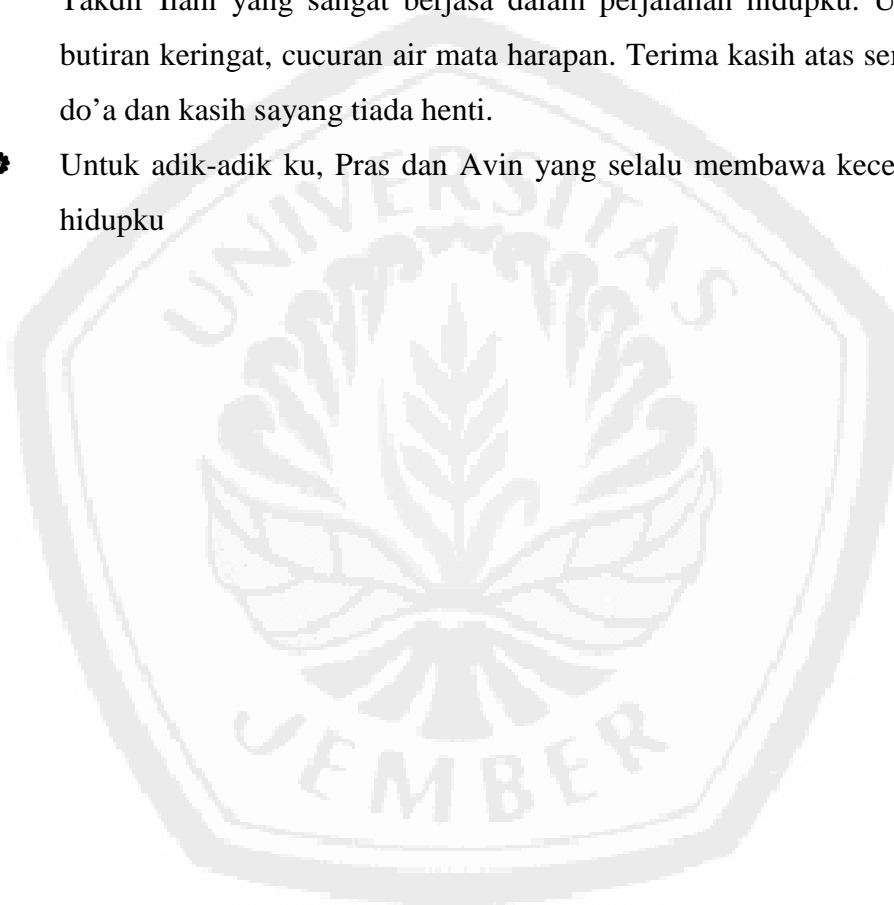 Takdir Ilahi yang sangat berjasa dalam perjalanan hidupku.
butiran keringat, cucuran air mata harapan. Terima kasih atas
do’a dan kasih sayang tiada henti.
Untuk adik-adik ku, Pras dan Avin yang selalu membawa
hidupku
UNIVERSITAS
JEMBER